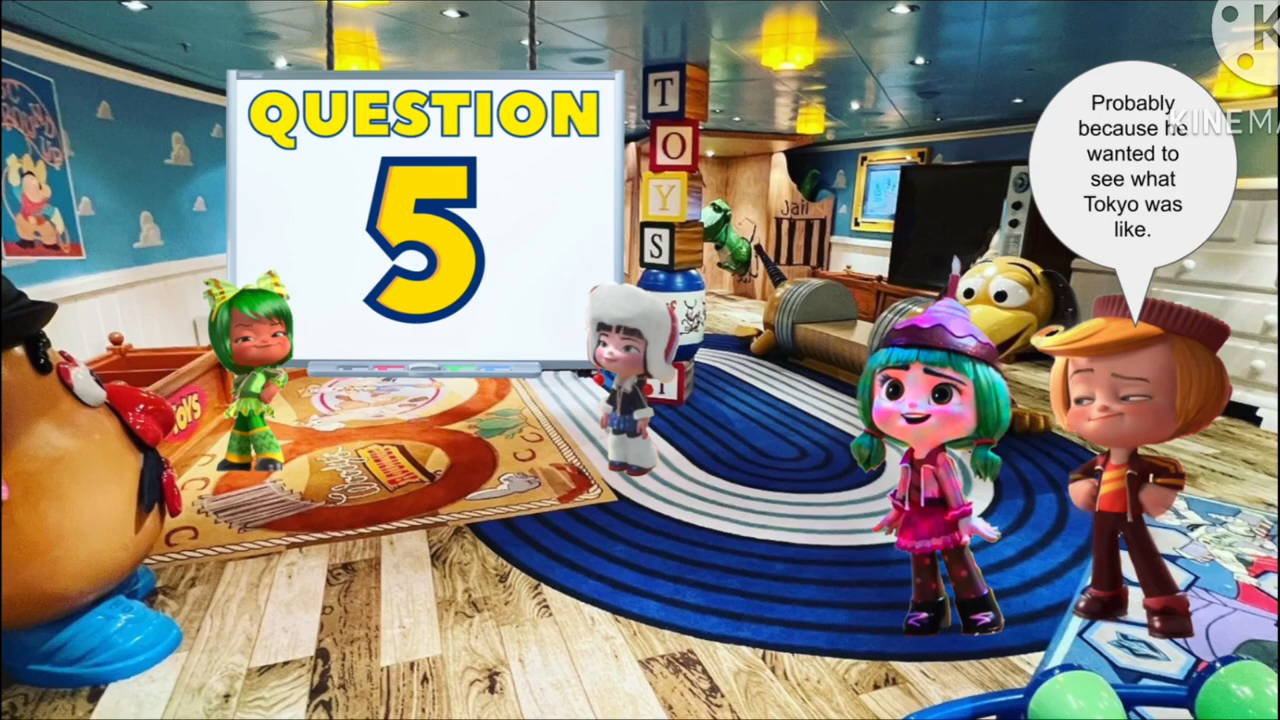 QUESTION
5
Probably
because he
wanted to
see what
Tokyo was
like.
KINEMA
T
O
Y
S
Jail
TOYS